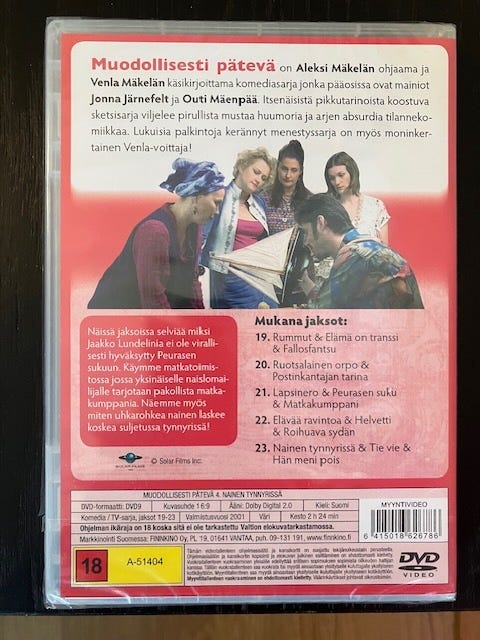 Muodollisesti pätevä on Aleksi Mäkelän ohjaama ja
Venla Mäkelän käsikirjoittama komediasarja jonka pääosissa ovat mainiot
Jonna Järnefelt ja Outi Mäenpää. Itsenäisistä pikkutarinoista koostuva
sketsisarja viljelee pirullista mustaa huumoria ja arjen absurdia tilanneko-
miikkaa. Lukuisia palkintoja kerännyt menestyssarja on myös moninker-
tainen Venla-voittaja!
Näissä jaksoissa selviää miksi
Jaakko Lundelinia ei ole viralli-
sesti hyväksytty Peurasen
sukuun. Käymme matkatoimis-
tossa jossa yksinäiselle naislomai-
lijalle tarjotaan pakollista matka-
kumppania. Näemme myös
miten uhkarohkea nainen laskee
koskea suljetussa tynnyrissä!
Mukana jaksot:
19. Rummut & Elämä on transsi
& Fallosfantsu
20. Ruotsalainen orpo &
Postinkantajan tarina
21. Lapsinero & Peurasen suku
& Matkakumppani
22. Elävää ravintoa & Helvetti
& Roihuava sydän
23. Nainen tynnyrissä & Tie vie &
Hän meni pois
SOLAR FILMS
© Solar Films Inc.
MUODOLLISESTI PÄTEVÄ 4. NAINEN TYNNYRISSÄ
DVD-formaatti: DVD9 Kuvasuhde 16:9 Ääni: Dolby Digital 2.0 Kieli: Suomi
Komedia / TV-sarja, jaksot 19-23 Valmistusvuosi 2001 Väri Kesto 2 h 24 min
Ohjelman ikäraja on 18 koska sitä ei ole tarkastettu Valtion elokuvatarkastamossa.
Markkinointi Suomessa: FINNKINO Oy, PL 19, 01641 VANTAA, puh. 09-131 191, www.finnkino.fi
MYYNTIVIDEO
6 415018 626786
18
A-51404
DVD
VIDEO